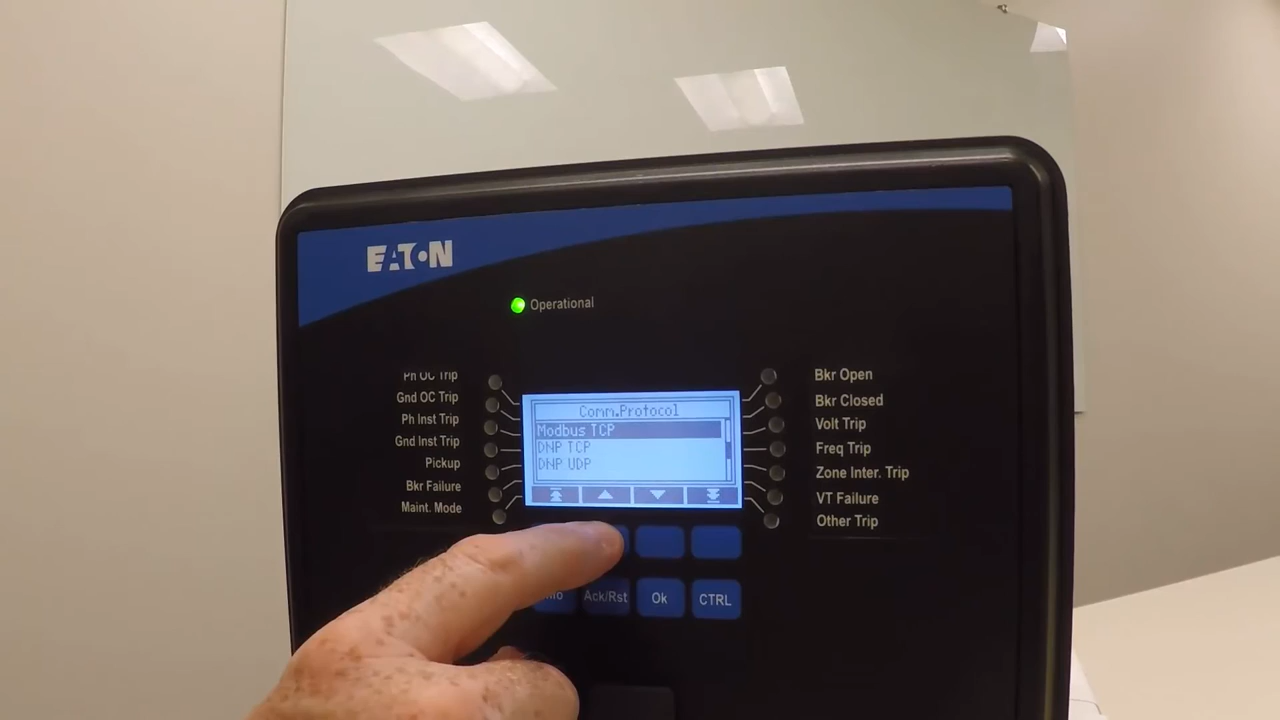 EATON
Operational
Ph OC Trip
Gnd OC Trip
Ph Inst Trip
Gnd Inst Trip
Pickup
Bkr Failure
Maint. Mode
Comm.Protocol
Modbus TCP
DNP TCP
DNP UDP
Bkr Open
Bkr Closed
Volt Trip
Freq Trip
Zone Inter. Trip
VT Failure
Other Trip
Ack/Rst
Ok
CTRL